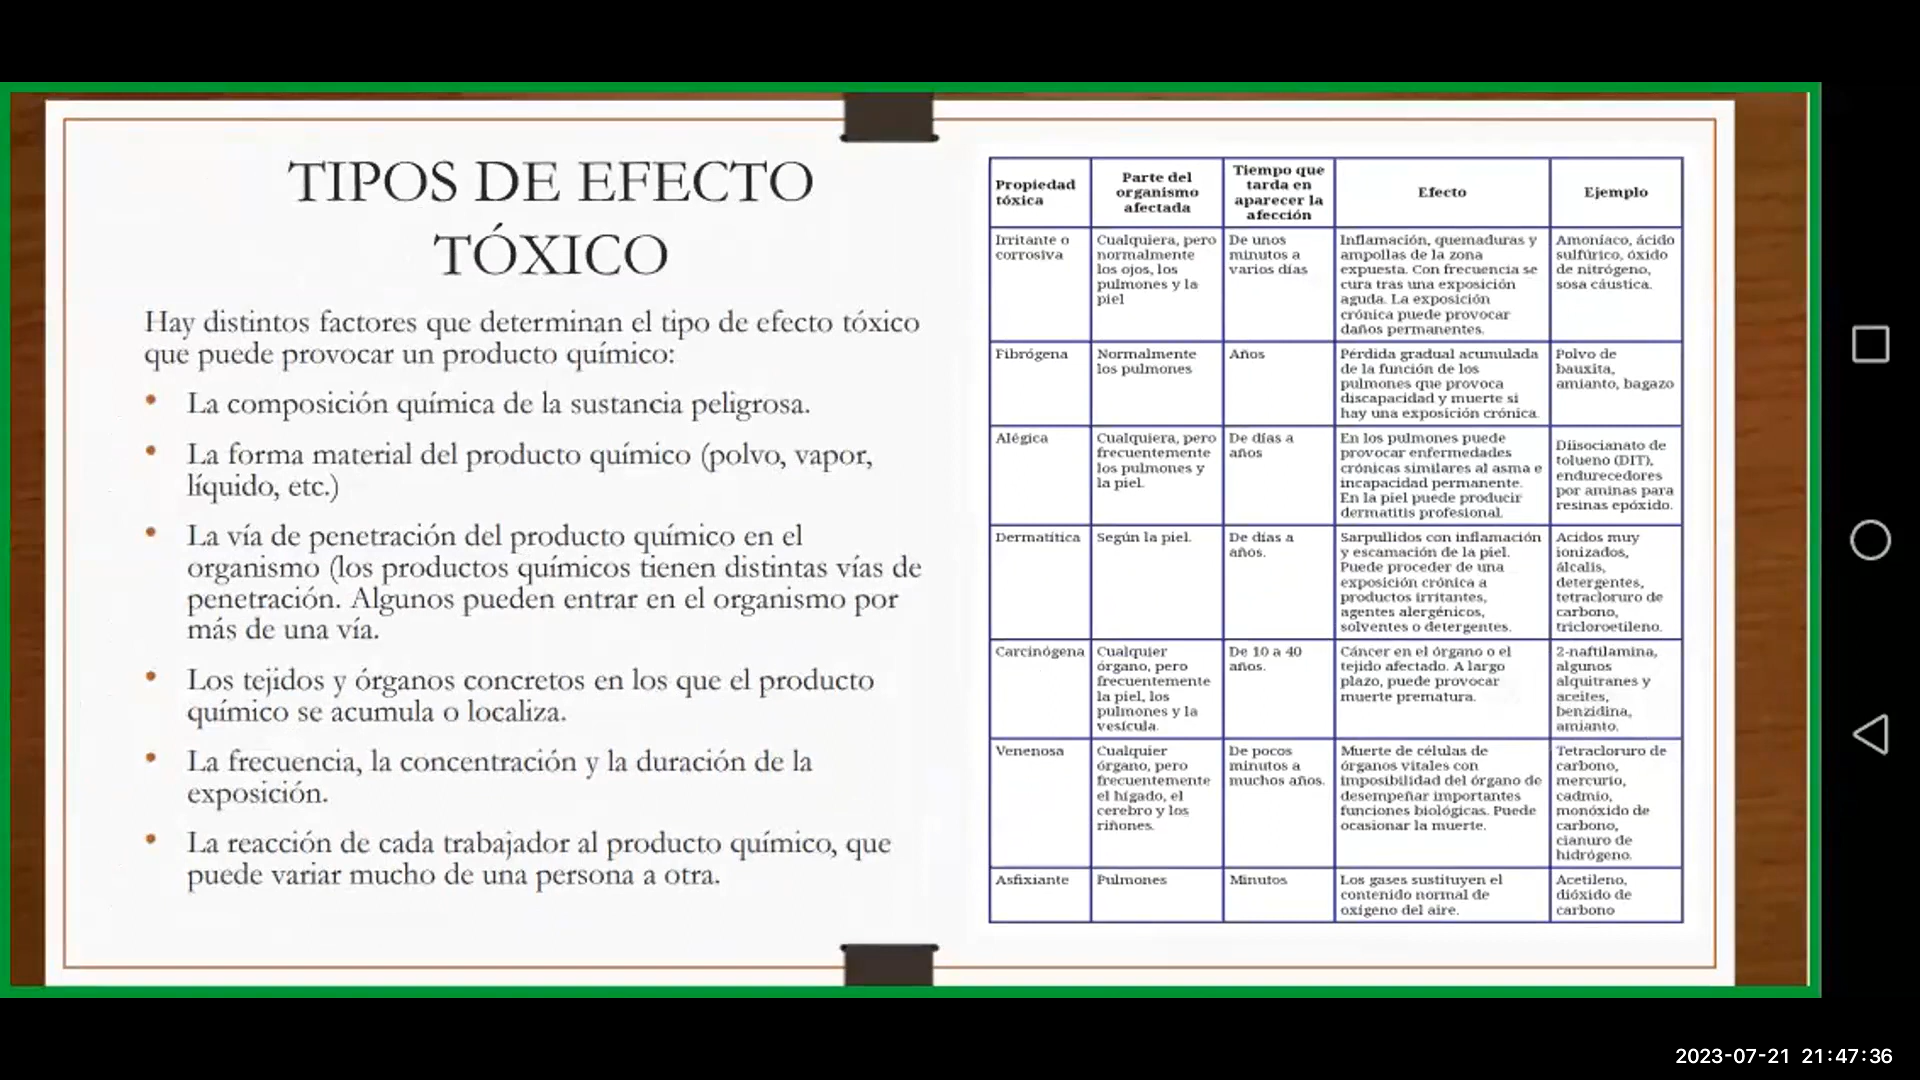 TIPOS DE EFECTO
TÓXICO
Hay distintos factores que determinan el tipo de efecto tóxico
que puede provocar un producto químico:
• La composición química de la sustancia peligrosa.
• La forma material del producto químico (polvo, vapor,
líquido, etc.)
• La vía de penetración del producto químico en el
organismo (los productos químicos tienen distintas vías de
penetración. Algunos pueden entrar en el organismo por
más de una vía.
• Los tejidos y órganos concretos en los que el producto
químico se acumula o localiza.
• La frecuencia, la concentración y la duración de la
exposición.
• La reacción de cada trabajador al producto químico, que
puede variar mucho de una persona a otra.
Propiedad
tóxica
Parte del
organismo
afectada
Tiempo que
tarda en
aparecer la
afección
Efecto
Ejemplo
Irritante o
corrosiva
Cualquiera, pero
normalmente
los ojos, los
pulmones y la
piel
De unos
minutos a
varios días
Inflamación, quemaduras y
ampollas de la zona
expuesta. Con frecuencia se
cura tras una exposición
aguda. La exposición
crónica puede provocar
daños permanentes.
Amoníaco, ácido
sulfúrico, óxido
de nitrógeno,
sosa cáustica.
Fibrógena
Normalmente
los pulmones
Años
Pérdida gradual acumulada
de la función de los
pulmones que provoca
discapacidad y muerte si
hay una exposición crónica.
Polvo de
bauxita,
amianto, bagazo
Alégica
Cualquiera, pero
frecuentemente
los pulmones y
la piel.
De días a
años
En los pulmones puede
provocar enfermedades
crónicas similares al asma e
incapacidad permanente.
En la piel puede producir
dermatitis profesional.
Diisocianato de
tolueno (DIT),
endurecedores
por aminas para
resinas epóxido.
Dermatítica
Según la piel.
De días a
años.
Sarpullidos con inflamación
y escamación de la piel.
Puede proceder de una
exposición crónica a
productos irritantes,
agentes alergénicos,
solventes o detergentes.
Acidos muy
ionizados,
álcalis,
detergentes,
tetracloruro de
carbono,
tricloroetileno.
Carcinógena
Cualquier
órgano, pero
frecuentemente
la piel, los
pulmones y la
vesícula.
De 10 a 40
años.
Cáncer en el órgano o el
tejido afectado. A largo
plazo, puede provocar
muerte prematura.
2-naftilamina,
algunos
alquitranes y
aceites,
benzidina,
amianto.
Venenosa
Cualquier
órgano, pero
frecuentemente
el hígado, el
cerebro y los
riñones.
De pocos
minutos a
muchos años.
Muerte de células de
órganos vitales con
imposibilidad del órgano de
desempeñar importantes
funciones biológicas. Puede
ocasionar la muerte.
Tetracloruro de
carbono,
mercurio,
cadmio,
monóxido de
carbono,
cianuro de
hidrógeno.
Asfixiante
Pulmones
Minutos
Los gases sustituyen el
contenido normal de
oxígeno del aire.
Acetileno,
dióxido de
carbono
2023-07-21 21:47:36